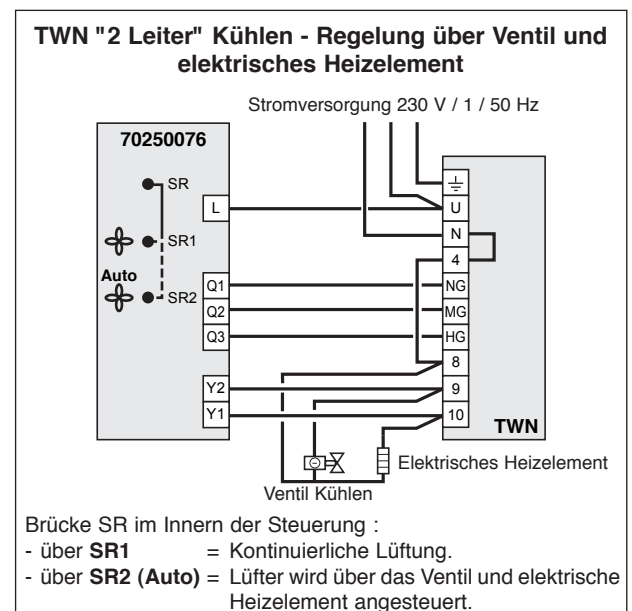 TWN "2 Leiter" Kühlen - Regelung über Ventil und
elektrisches Heizelement
Stromversorgung 230 V / 1 / 50 Hz
70250076
SR
L
U
SR1
N
4
Auto
SR2
Q1
NG
Q2
MG
Q3
HG
8
Y2
9
Y1
10
TWN
Elektrisches Heizelement
Ventil Kühlen
Brücke SR im Innern der Steuerung :
- über SR1 = Kontinuierliche Lüftung.
- über SR2 (Auto) = Lüfter wird über das Ventil und elektrische
Heizelement angesteuert.